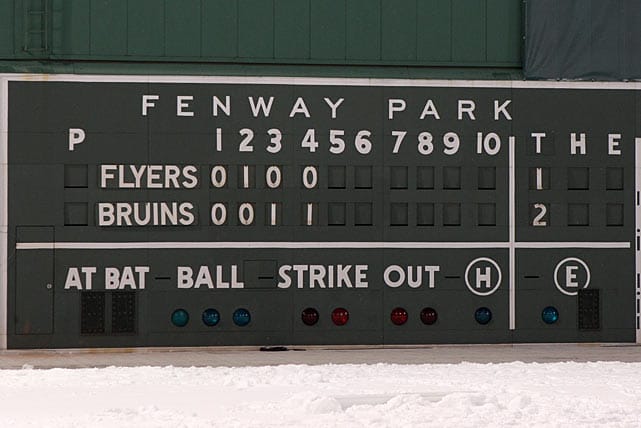 FENWAY PARK
P 1 2 3 4 5 6 7 8 9 10 T H E
FLYERS 0 1 0 0 1
BRUINS 0 0 1 1 2
AT BAT BALL STRIKE OUT H E